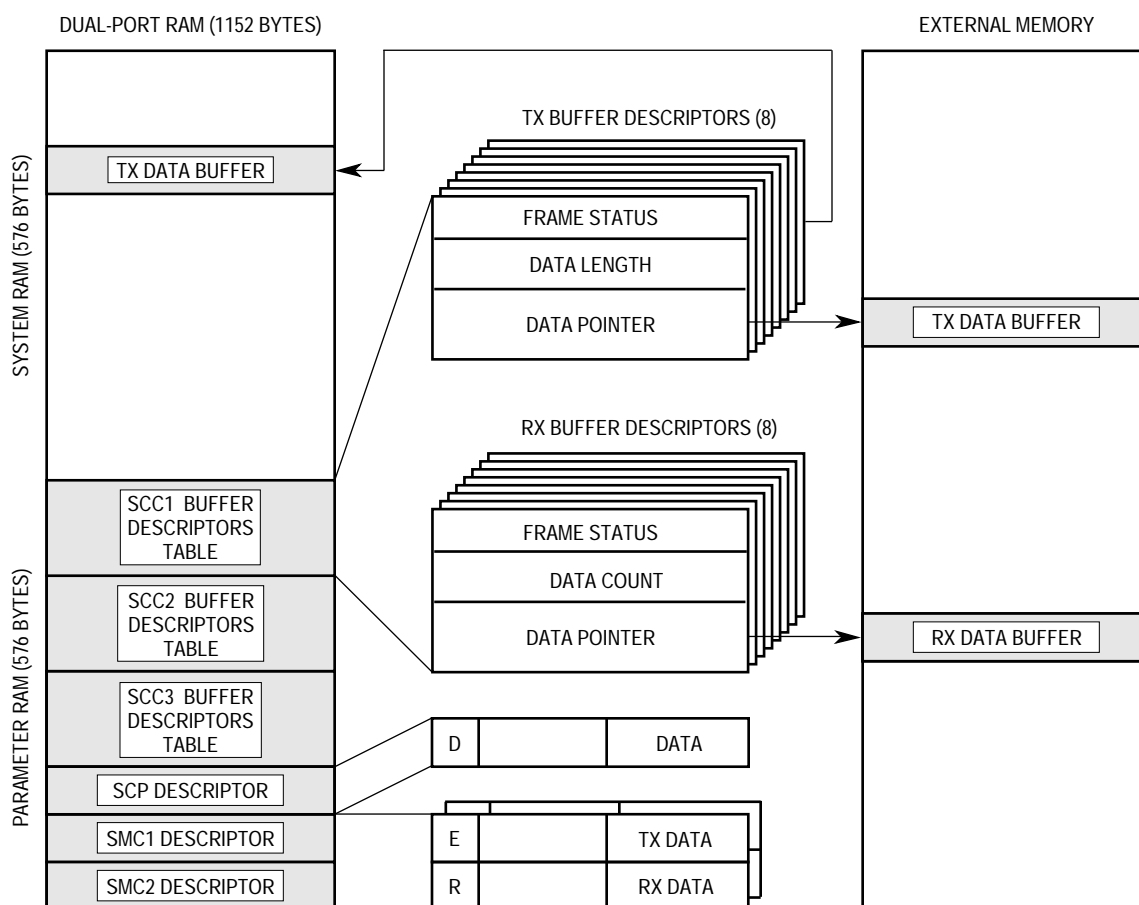 DUAL-PORT RAM (1152 BYTES)
EXTERNAL MEMORY
SYSTEM RAM (576 BYTES)
PARAMETER RAM (576 BYTES)
TX DATA BUFFER
SCC1 BUFFER
DESCRIPTORS
TABLE
SCC2 BUFFER
DESCRIPTORS
TABLE
SCC3 BUFFER
DESCRIPTORS
TABLE
SCP DESCRIPTOR
SMC1 DESCRIPTOR
SMC2 DESCRIPTOR
TX BUFFER DESCRIPTORS (8)
FRAME STATUS
DATA LENGTH
DATA POINTER
RX BUFFER DESCRIPTORS (8)
FRAME STATUS
DATA COUNT
DATA POINTER
D DATA
E TX DATA
R RX DATA
TX DATA BUFFER
RX DATA BUFFER